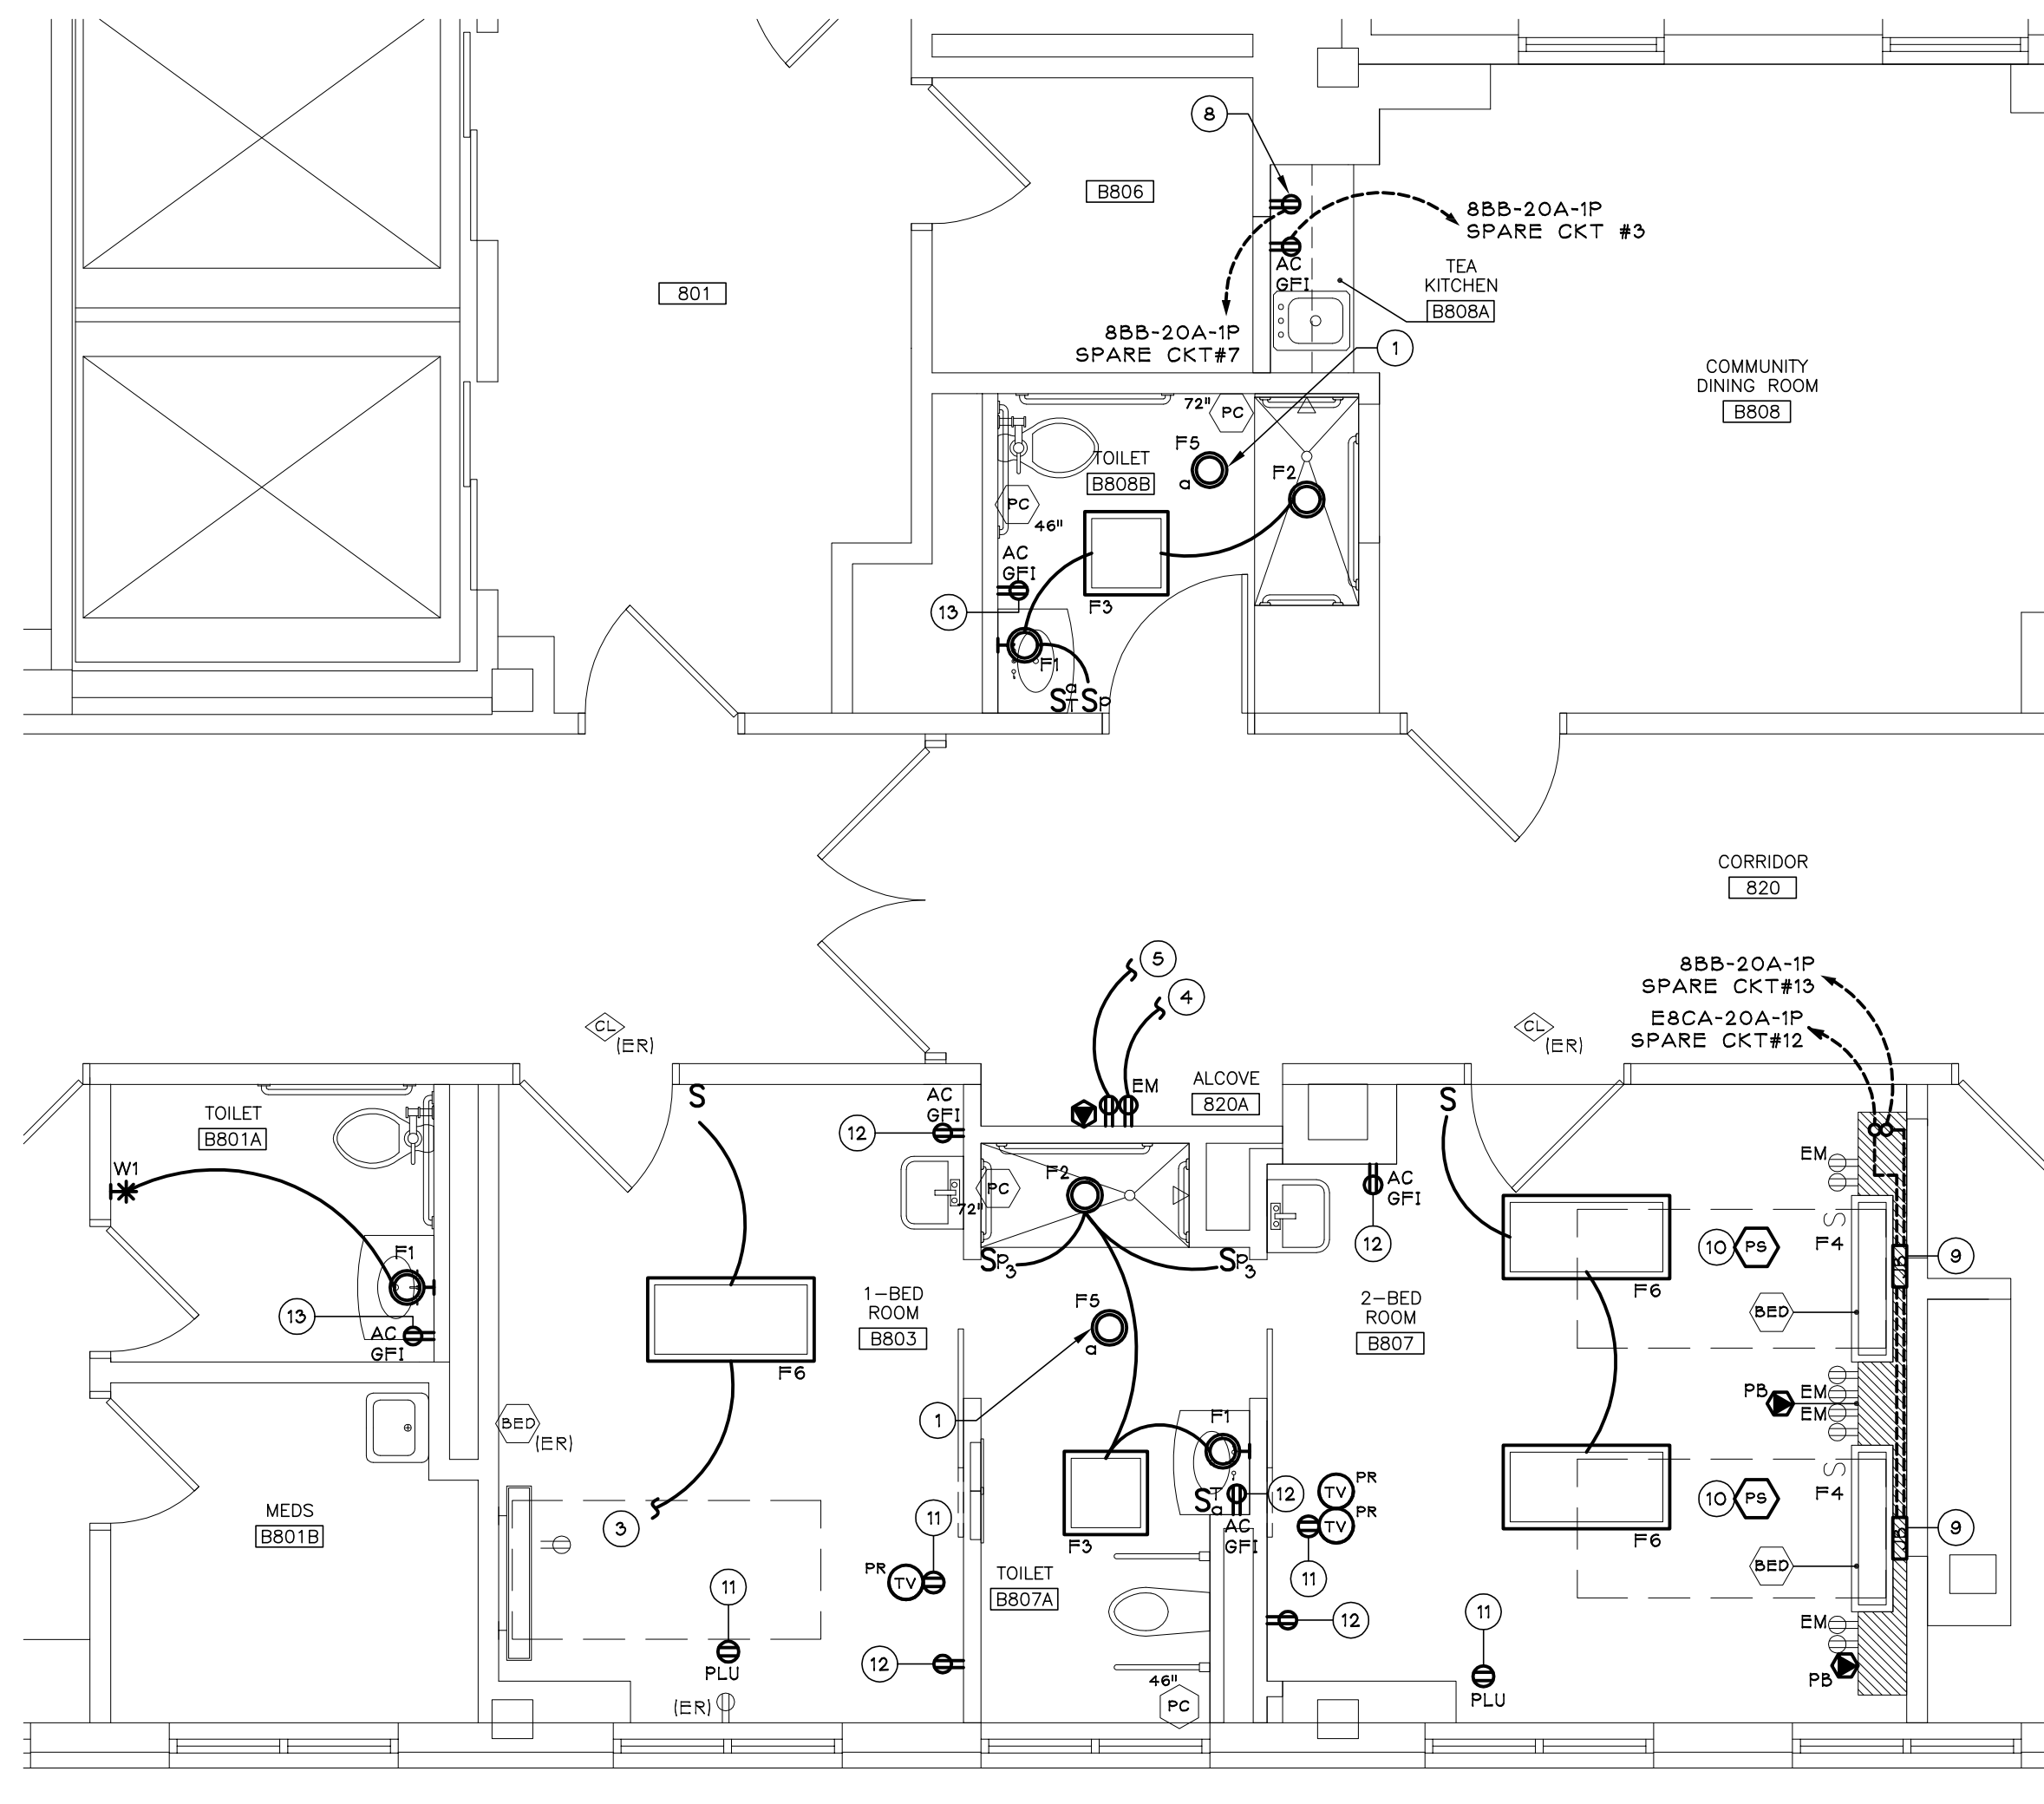 8
B806
8BB-20A-1P
SPARE CKT #3
AC
GFI
TEA
KITCHEN
B808A
801
8BB-20A-1P
SPARE CKT#7
1
COMMUNITY
DINING ROOM
B808
72"
PC
F5
TOILET
B808B
a
F2
PC
46"
AC
GFI
13
F3
F1
S
a
T
Sp
CORRIDOR
820
5
4
8BB-20A-1P
SPARE CKT#13
E8CA-20A-1P
SPARE CKT#12
CL
(ER)
CL
(ER)
EM
ALCOVE
820A
TOILET
B801A
S
AC
GFI
12
S
W1
F2
PC
72"
AC
GFI
12
EM
S
F4
10
PS
9
F1
Sp3
Sp3
13
AC
GFI
1-BED
ROOM
B803
F5
a
2-BED
ROOM
B807
F6
BED
JB
F6
1
PB
EM
EM
BED
(ER)
F1
MEDS
B801B
3
11
S
T
a
12
AC
GFI
PR
TV
PR
TV
S
F4
10
PS
9
JB
F3
F6
PR
TV
11
TOILET
B807A
11
BED
11
12
12
EM
PLU
46"
PC
PB
PLU
(ER)